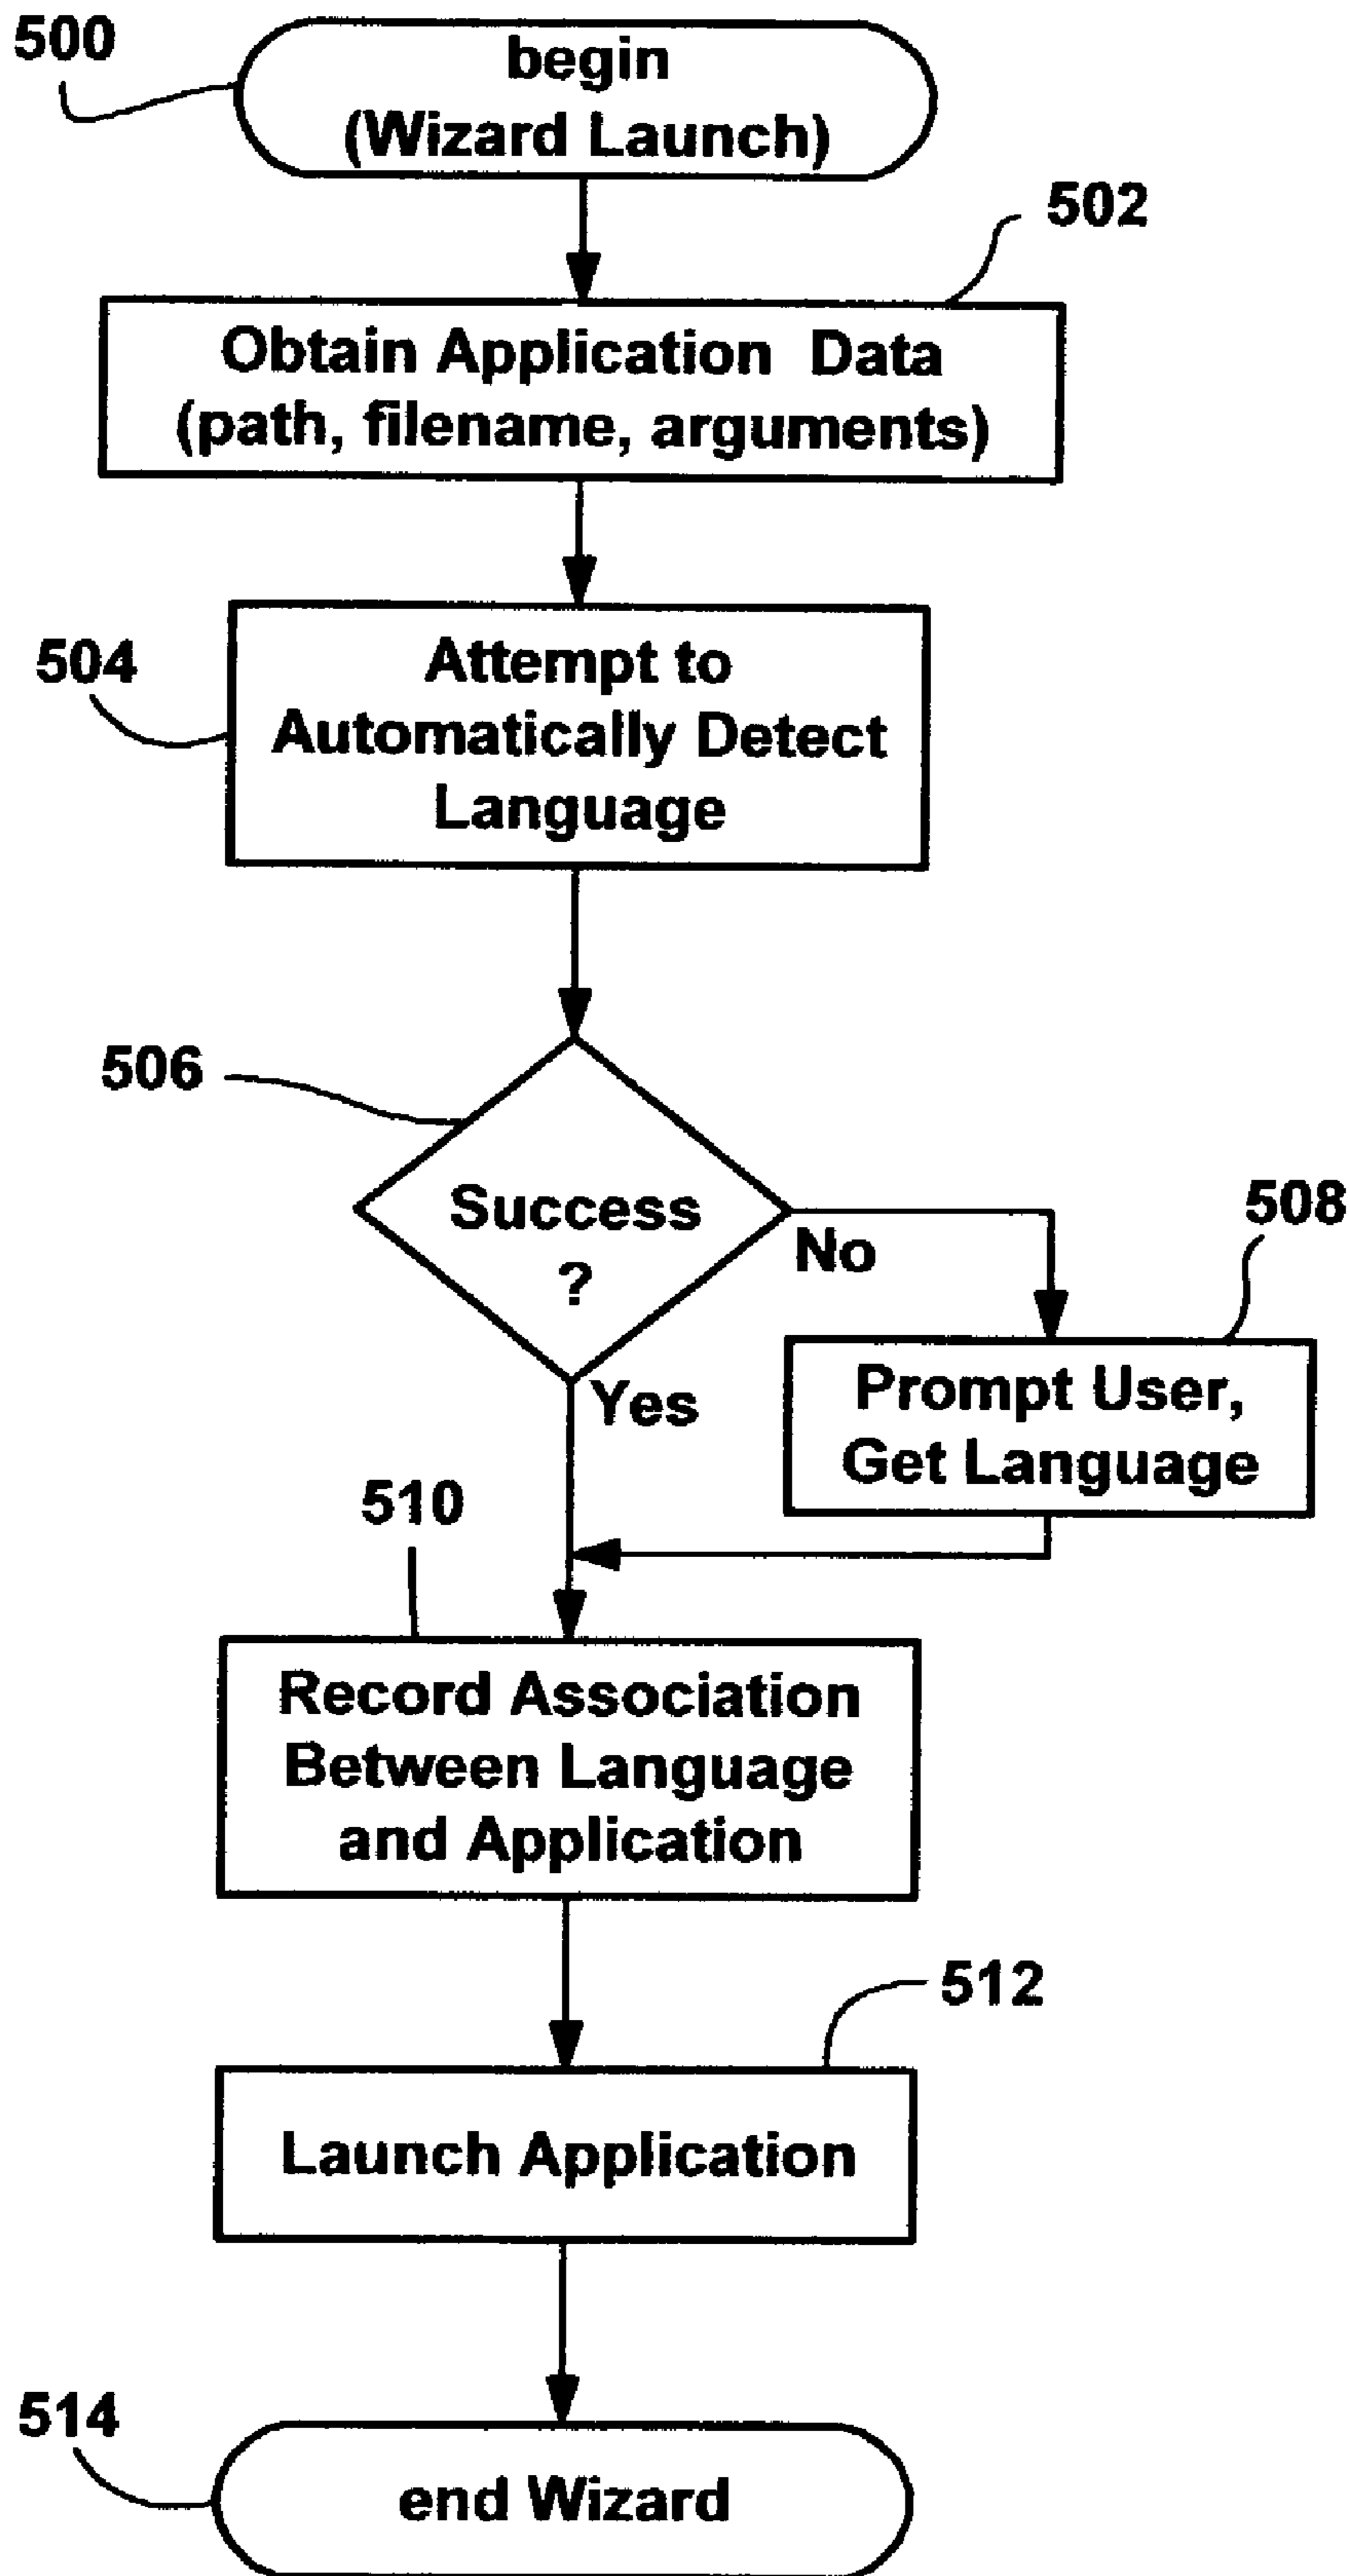 500
begin
(Wizard Launch)
502
Obtain Application Data
(path, filename, arguments)
504
Attempt to
Automatically Detect
Language
506
Success
?
No
508
Yes
Prompt User,
Get Language
510
Record Association
Between Language
and Application
512
Launch Application
514
end Wizard